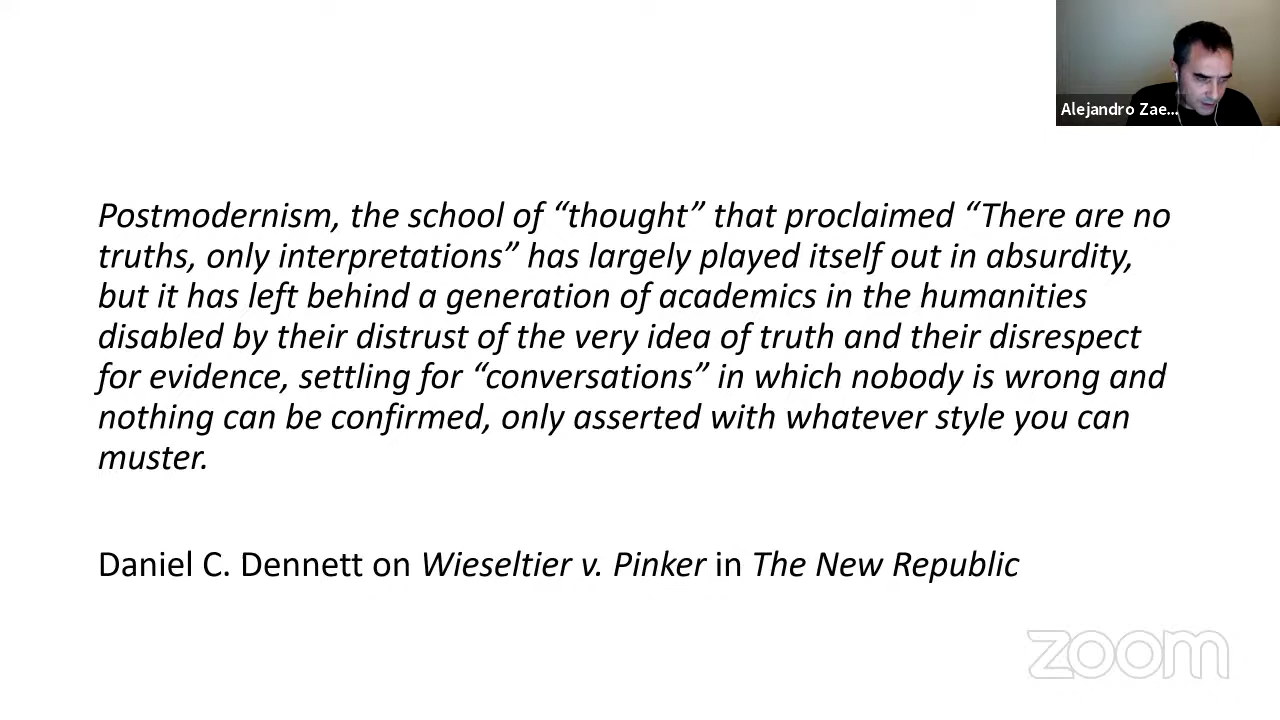 Alejandro Zae...
Postmodernism, the school of “thought” that proclaimed “There are no
truths, only interpretations” has largely played itself out in absurdity,
but it has left behind a generation of academics in the humanities
disabled by their distrust of the very idea of truth and their disrespect
for evidence, settling for “conversations” in which nobody is wrong and
nothing can be confirmed, only asserted with whatever style you can
muster.
Daniel C. Dennett on Wieseltier v. Pinker in The New Republic
zoom